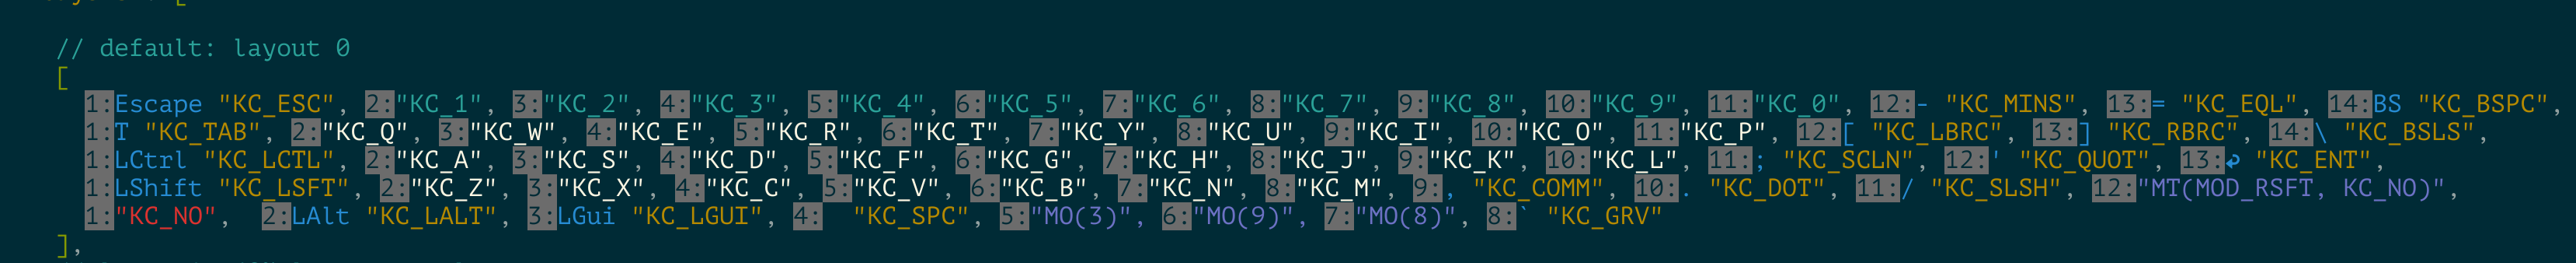 // default: layout 0
[
1:Escape "KC_ESC", 2:"KC_1", 3:"KC_2", 4:"KC_3", 5:"KC_4", 6:"KC_5", 7:"KC_6", 8:"KC_7", 9:"KC_8", 10:"KC_9", 11:"KC_0", 12:- "KC_MINS", 13:= "KC_EQL", 14:BS "KC_BSPC",
1:T "KC_TAB", 2:"KC_Q", 3:"KC_W", 4:"KC_E", 5:"KC_R", 6:"KC_T", 7:"KC_Y", 8:"KC_U", 9:"KC_I", 10:"KC_O", 11:"KC_P", 12:[ "KC_LBRC", 13:] "KC_RBRC", 14:\ "KC_BSLS",
1:LCtrl "KC_LCTL", 2:"KC_A", 3:"KC_S", 4:"KC_D", 5:"KC_F", 6:"KC_G", 7:"KC_H", 8:"KC_J", 9:"KC_K", 10:"KC_L", 11:; "KC_SCLN", 12:' "KC_QUOT", 13:↵ "KC_ENT",
1:LShift "KC_LSFT", 2:"KC_Z", 3:"KC_X", 4:"KC_C", 5:"KC_V", 6:"KC_B", 7:"KC_N", 8:"KC_M", 9:, "KC_COMM", 10:. "KC_DOT", 11:/ "KC_SLSH", 12:"MT(MOD_RSFT, KC_NO)",
1:"KC_NO", 2:LAlt "KC_LALT", 3:LGui "KC_LGUI", 4: "KC_SPC", 5:"MO(3)", 6:"MO(9)", 7:"MO(8)", 8:` "KC_GRV"
],